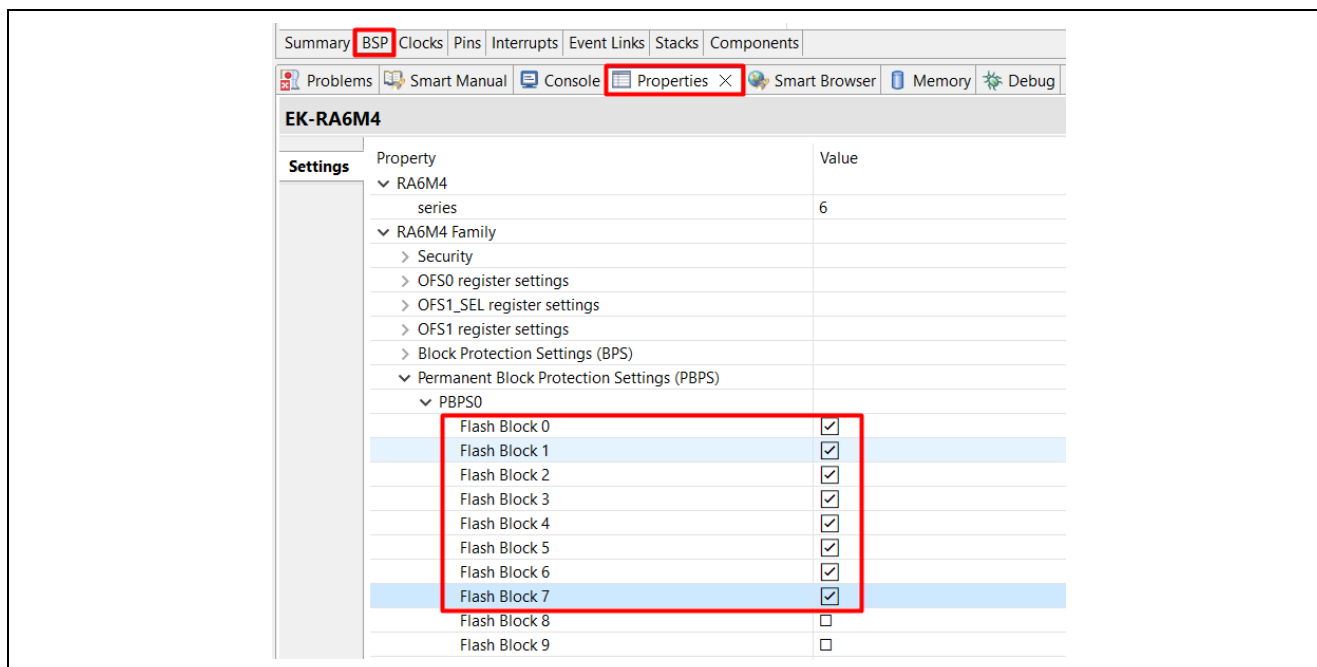 Summary BSP Clocks Pins Interrupts Event Links Stacks Components
Problems Smart Manual Console Properties Smart Browser Memory Debug
EK-RA6M4
Settings Property Value
RA6M4
series 6
RA6M4 Family
Security
OFS0 register settings
OFS1_SEL register settings
OFS1 register settings
Block Protection Settings (BPS)
Permanent Block Protection Settings (PBPS)
PBPS0
Flash Block 0
Flash Block 1
Flash Block 2
Flash Block 3
Flash Block 4
Flash Block 5
Flash Block 6
Flash Block 7
Flash Block 8
Flash Block 9